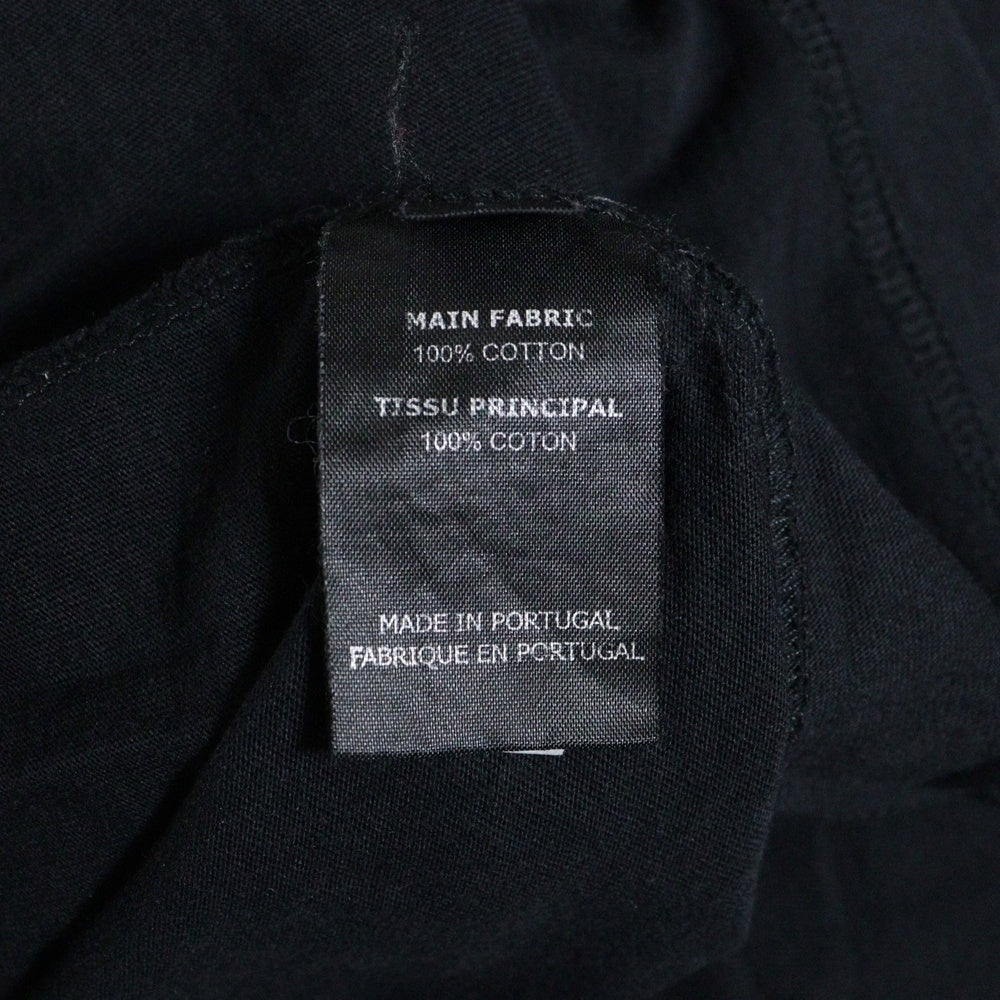 MAIN FABRIC
100% COTTON
TISSU PRINCIPAL
100% COTON
MADE IN PORTUGAL
FABRIQUE EN PORTUGAL